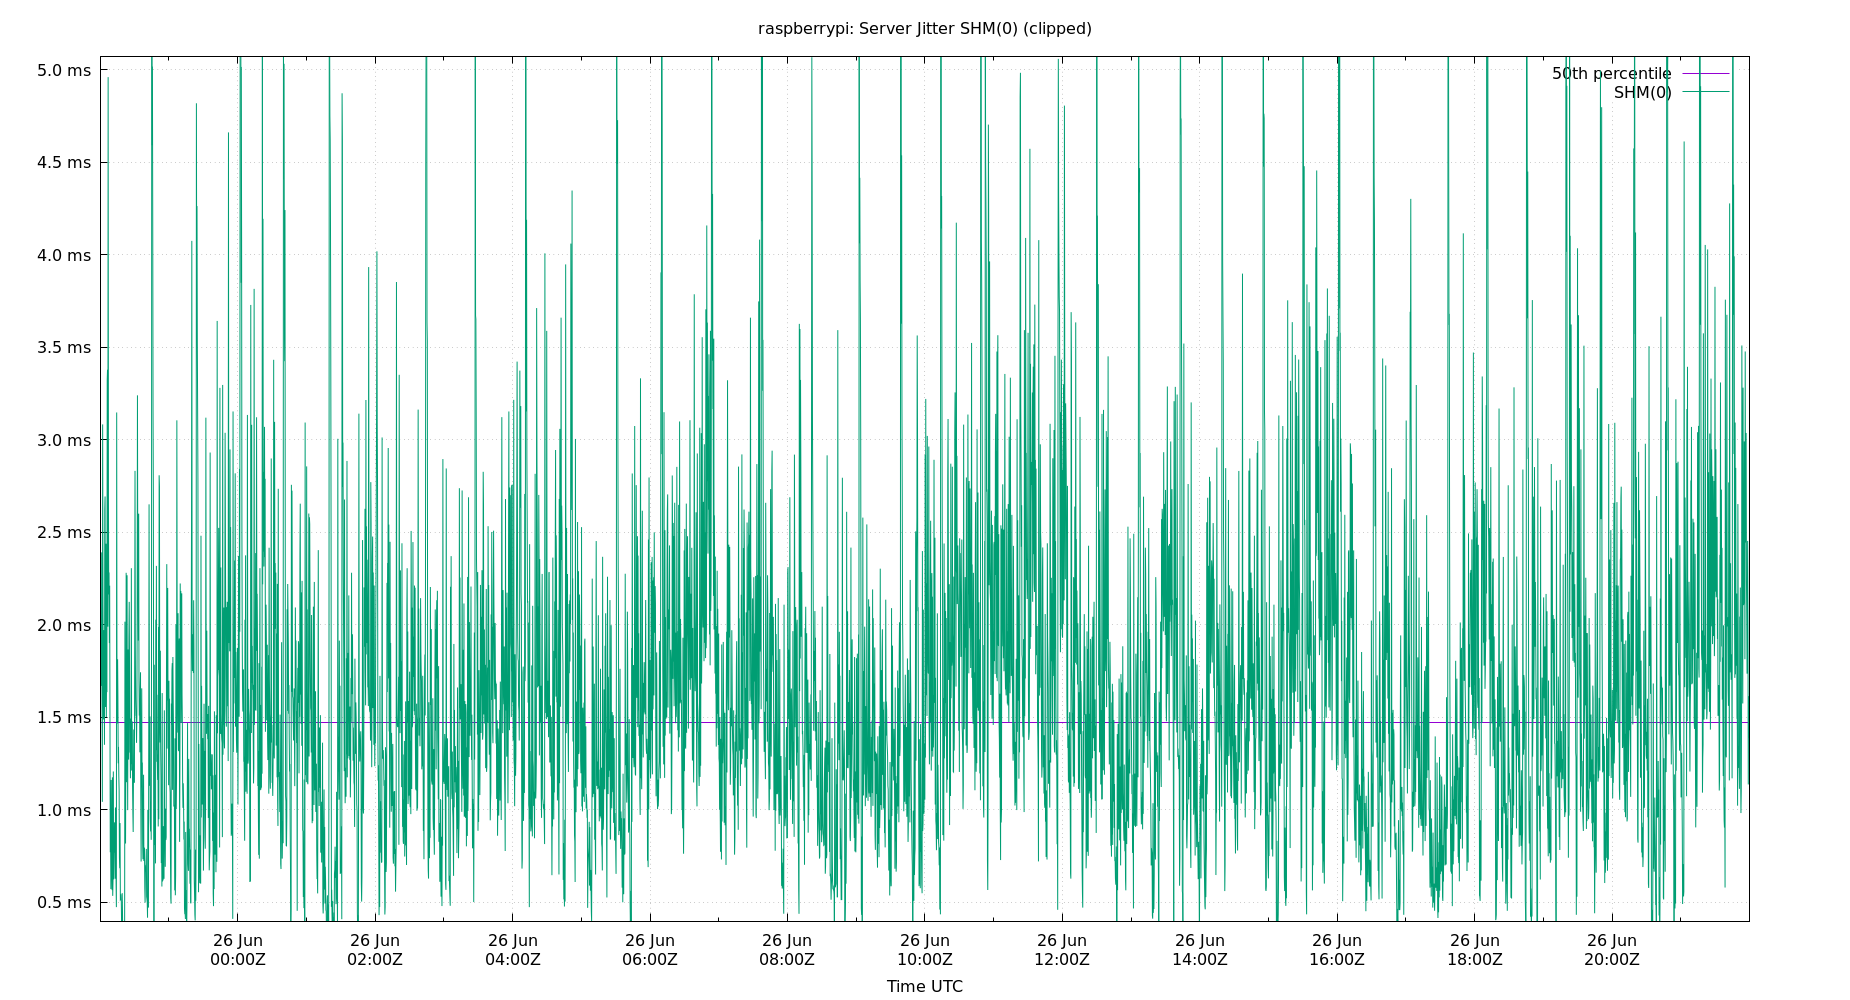 raspberrypi: Server Jitter SHM(0) (clipped)
50th percentile
SHM(0)
5.0 ms
4.5 ms
4.0 ms
3.5 ms
3.0 ms
2.5 ms
2.0 ms
1.5 ms
1.0 ms
0.5 ms
26 Jun 26 Jun 26 Jun 26 Jun 26 Jun 26 Jun 26 Jun 26 Jun 26 Jun 26 Jun 26 Jun
00:00Z 02:00Z 04:00Z 06:00Z 08:00Z 10:00Z 12:00Z 14:00Z 16:00Z 18:00Z 20:00Z
Time UTC